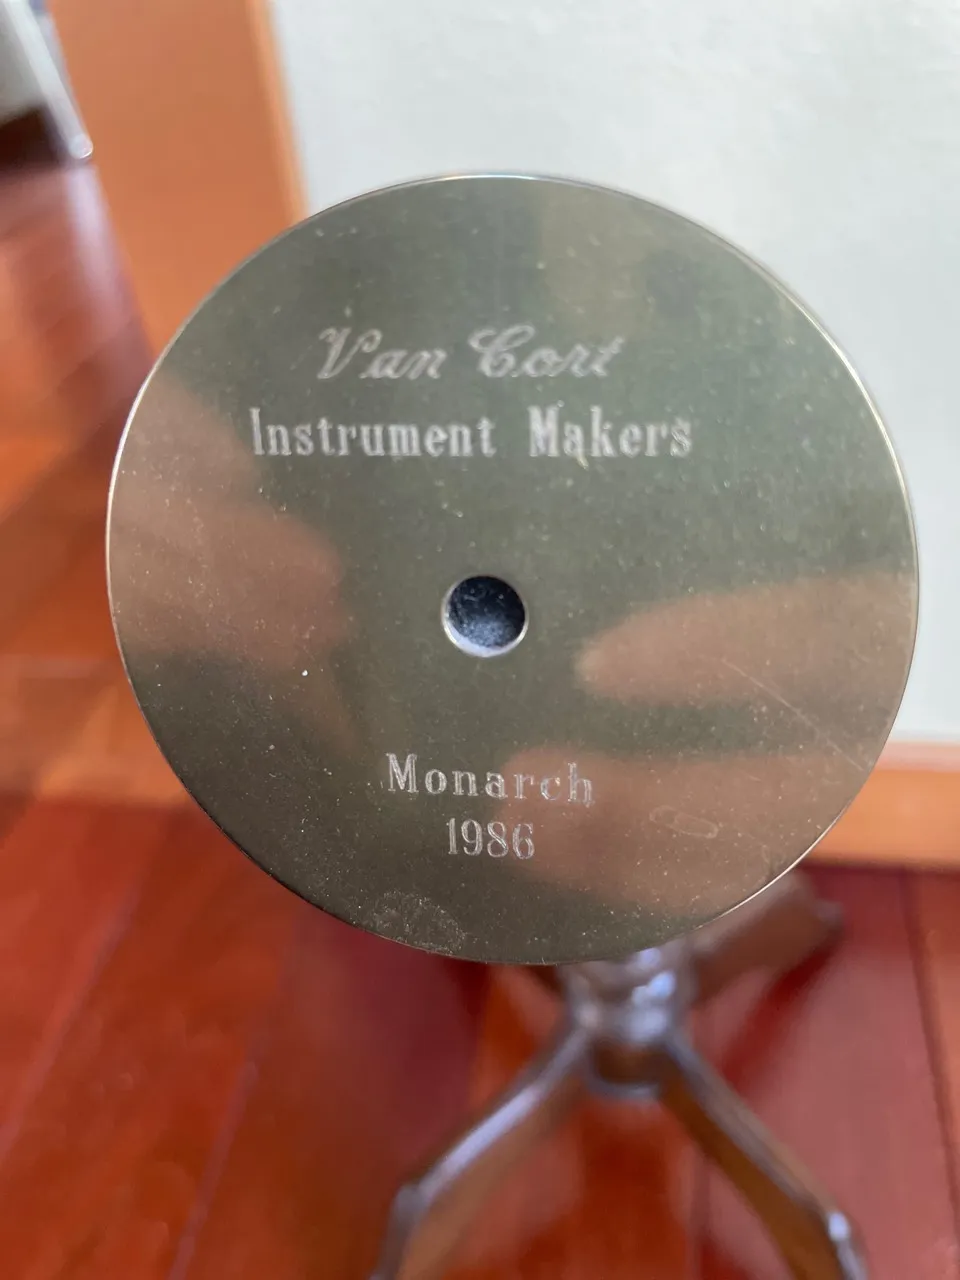 Van Cort
Instrument Makers
Monarch
1986